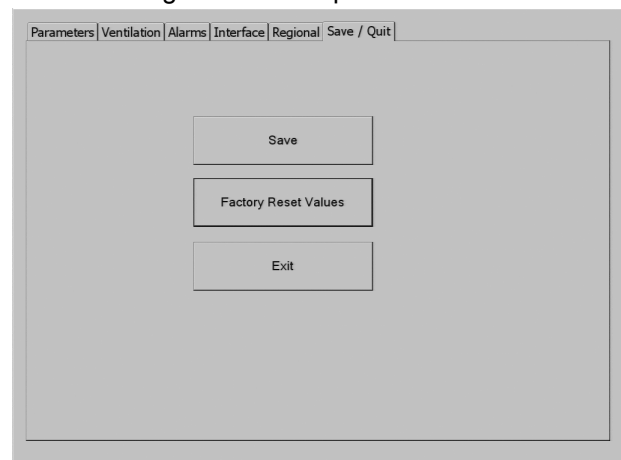 Parameters Ventilation Alarms Interface Regional Save / Quit
Save
Factory Reset Values
Exit